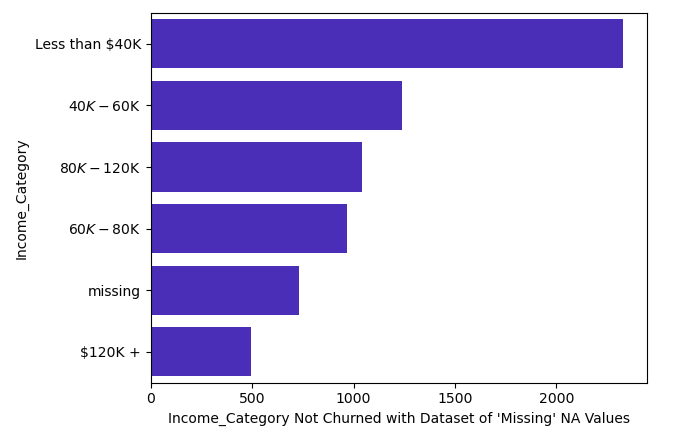 Less than $40K
40K - 60K
80K - 120K
60K - 80K
missing
$120K +
Income_Category
0 500 1000 1500 2000
Income_Category Not Churned with Dataset of 'Missing' NA Values